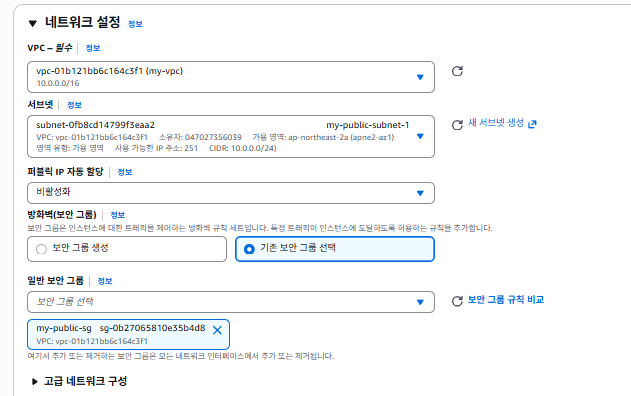 네트워크 설정 정보
VPC – 필수 정보
vpc-01b121bb6c164c3f1 (my-vpc)
10.0.0.0/16
서브넷 정보
subnet-0fb8cd14799f3eaa2 my-public-subnet-1
VPC: vpc-01b121bb6c164c3f1 소유자: 047027356039 가용 영역: ap-northeast-2a (apne2-az1)
영역 유형: 가용 영역 사용 가능한 IP 주소: 251 CIDR: 10.0.0.0/24)
새 서브넷 생성
퍼블릭 IP 자동 할당 정보
비활성화
방화벽(보안 그룹) 정보
보안 그룹은 인스턴스에 대한 트래픽을 제어하는 방화벽 규칙 세트입니다. 특정 트래픽이 인스턴스에 도달하도록 허용하는 규칙을 추가합니다.
보안 그룹 생성 기존 보안 그룹 선택
일반 보안 그룹 정보
보안 그룹 선택
보안 그룹 규칙 비교
my-public-sg sg-0b27065810e35b4d8
VPC: vpc-01b121bb6c164c3f1
여기서 추가 또는 제거하는 보안 그룹은 모든 네트워크 인터페이스에서 추가 또는 제거됩니다.
고급 네트워크 구성